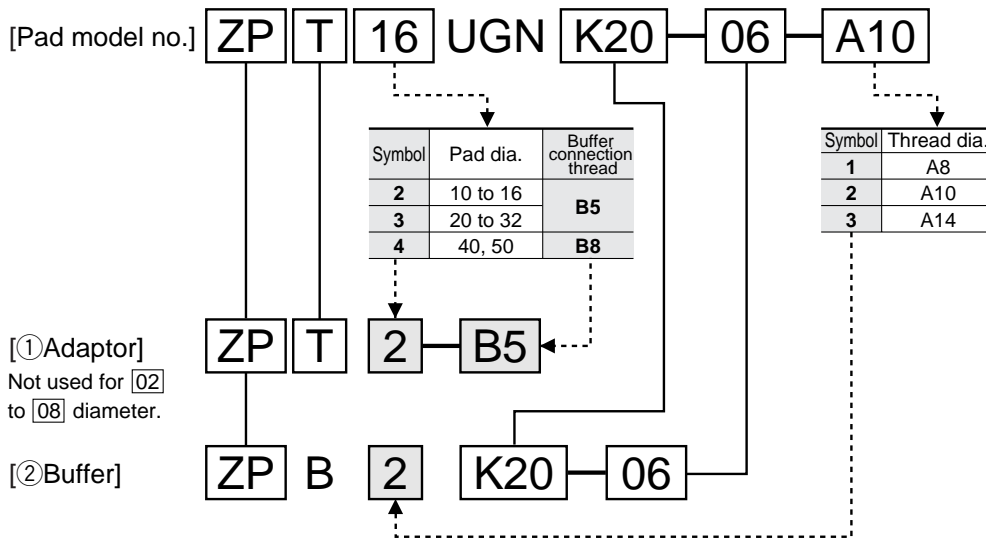 [Pad model no.] ZP T 16 UGN K20 — 06 — A10
Symbol Pad dia. Buffer connection thread
2 10 to 16 B5
3 20 to 32
4 40, 50 B8
Symbol Thread dia.
1 A8
2 A10
3 A14
[①Adaptor] ZP T 2 — B5
Not used for 02
to 08 diameter.
[②Buffer] ZP B 2 K20 — 06